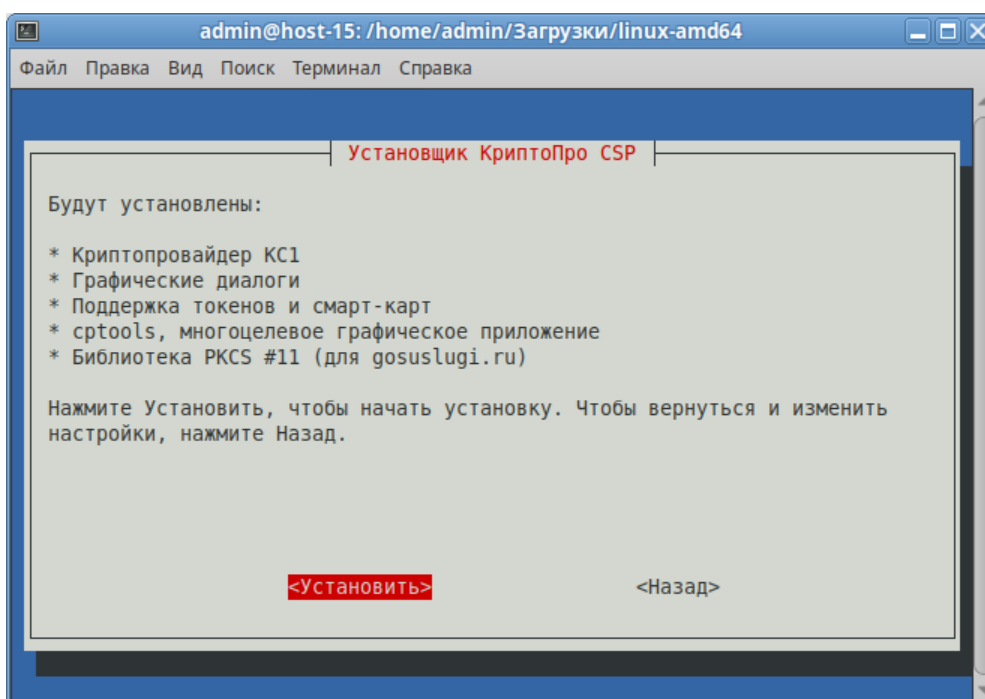 admin@host-15: /home/admin/Загрузки/linux-amd64
Файл Правка Вид Поиск Терминал Справка
Установщик КриптоПро CSP
Будут установлены:
* Криптопровайдер КС1
* Графические диалоги
* Поддержка токенов и смарт-карт
* cptools, многоцелевое графическое приложение
* Библиотека PKCS #11 (для gosuslugi.ru)
Нажмите Установить, чтобы начать установку. Чтобы вернуться и изменить
настройки, нажмите Назад.
<Установить> <Назад>